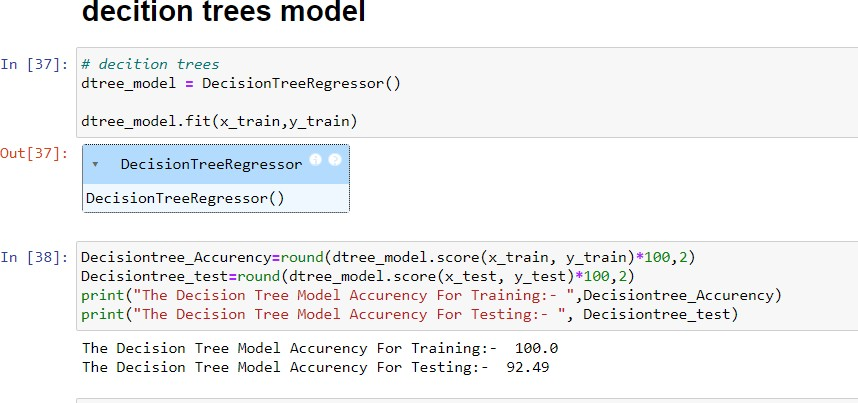 decition trees model
In [37]: # decition trees
dtree_model = DecisionTreeRegressor()
dtree_model.fit(x_train,y_train)
Out[37]: ▾ DecisionTreeRegressor i ?
DecisionTreeRegressor()
In [38]: Decisiontree_Accurency=round(dtree_model.score(x_train, y_train)*100,2)
Decisiontree_test=round(dtree_model.score(x_test, y_test)*100,2)
print("The Decision Tree Model Accurency For Training:- ",Decisiontree_Accurency)
print("The Decision Tree Model Accurency For Testing:- ", Decisiontree_test)
The Decision Tree Model Accurency For Training:-  100.0
The Decision Tree Model Accurency For Testing:-  92.49